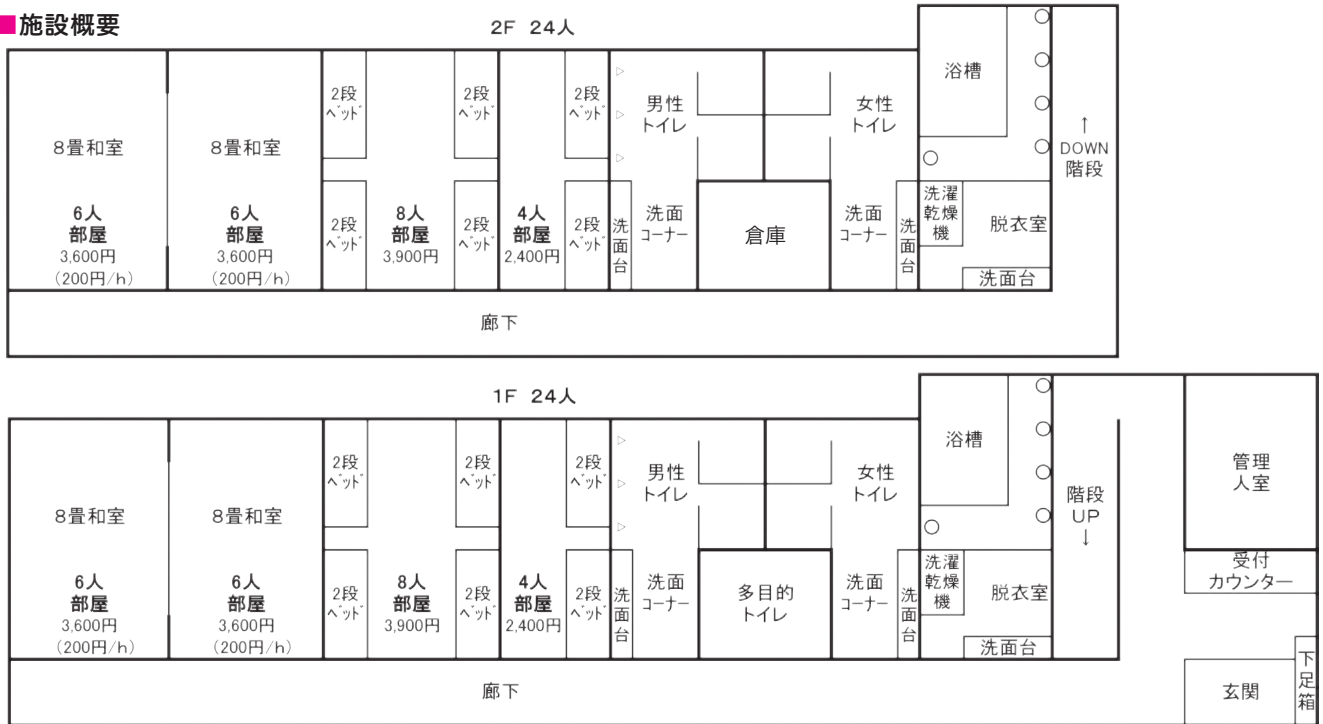 ■施設概要
2F 24人
8畳和室
6人
部屋
3,600円
(200円/h)
8畳和室
6人
部屋
3,600円
(200円/h)
2段
ベッド
2段
ベッド
8人
部屋
3,900円
2段
ベッド
2段
ベッド
4人
部屋
2,400円
2段
ベッド
2段
ベッド
男性
トイレ
洗面台
洗面
コーナー
倉庫
女性
トイレ
洗面
コーナー
洗面台
浴槽
洗濯
乾燥
機
脱衣室
洗面台
↑
DOWN
階段
廊下
1F 24人
8畳和室
6人
部屋
3,600円
(200円/h)
8畳和室
6人
部屋
3,600円
(200円/h)
2段
ベッド
2段
ベッド
8人
部屋
3,900円
2段
ベッド
2段
ベッド
4人
部屋
2,400円
2段
ベッド
2段
ベッド
男性
トイレ
洗面台
洗面
コーナー
多目的
トイレ
女性
トイレ
洗面
コーナー
洗面台
浴槽
洗濯
乾燥
機
脱衣室
洗面台
階段
UP
↓
管理
人室
受付
カウンター
玄関
下足箱
廊下